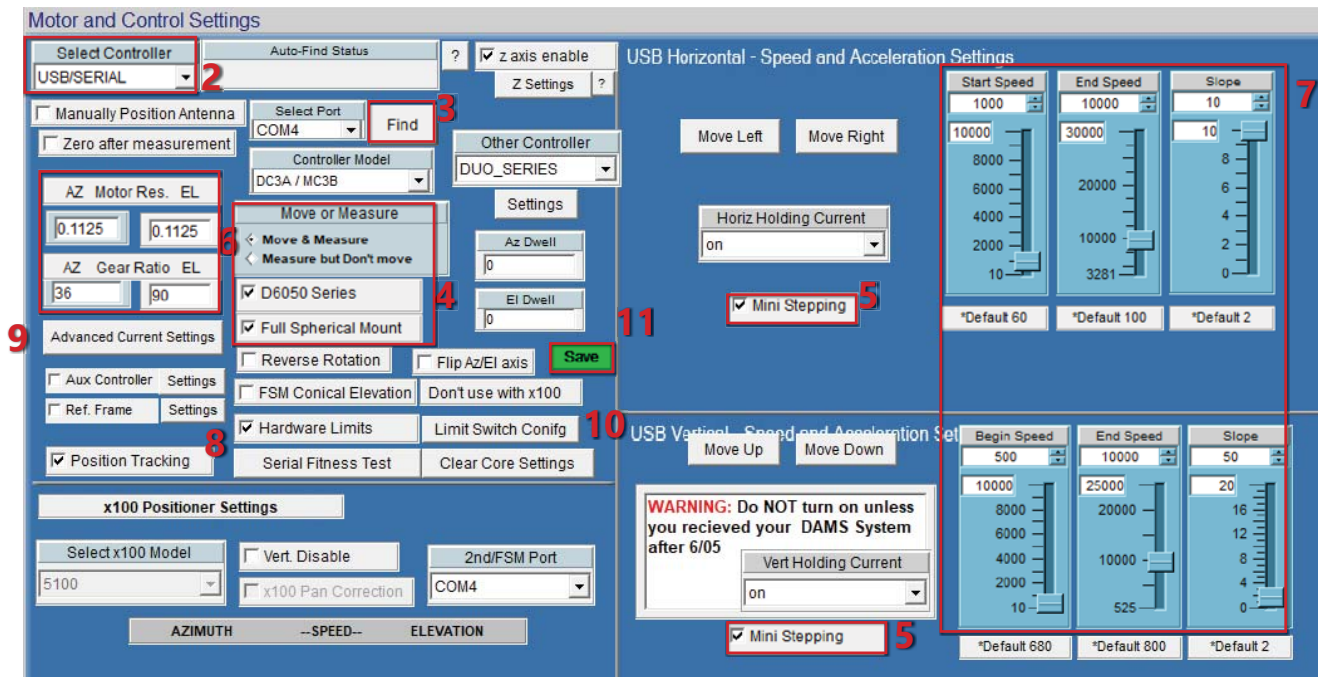 Motor and Control Settings
Select Controller
USB/SERIAL
2
Auto-Find Status
?
z axis enable
Z Settings
?
Manually Position Antenna
Zero after measurement
Select Port
COM4
3
Find
Controller Model
DC3A / MC3B
Other Controller
DUO_SERIES
Settings
AZ Motor Res. EL
0.1125
0.1125
6
AZ Gear Ratio EL
36
90
Move or Measure
Move & Measure
Measure but Don't move
D6050 Series
4
Full Spherical Mount
Az Dwell
0
El Dwell
0
9
Advanced Current Settings
11
Reverse Rotation
Flip Az/El axis
Save
Aux Controller
Settings
FSM Conical Elevation
Don't use with x100
Ref. Frame
Settings
8
Hardware Limits
Limit Switch Conifg
10
Position Tracking
Serial Fitness Test
Clear Core Settings
x100 Positioner Settings
Select x100 Model
5100
Vert. Disable
x100 Pan Correction
2nd/FSM Port
COM4
AZIMUTH --SPEED-- ELEVATION
USB Horizontal - Speed and Acceleration Settings
7
Move Left
Move Right
Horiz Holding Current
on
Mini Stepping
5
Start Speed
1000
10000
8000
6000
4000
2000
10
*Default 60
End Speed
10000
30000
20000
10000
3281
*Default 100
Slope
10
10
8
6
4
2
0
*Default 2
USB Vertical - Speed and Acceleration Set
Move Up
Move Down
WARNING: Do NOT turn on unless
you recieved your DAMS System
after 6/05
Vert Holding Current
on
Mini Stepping
5
Begin Speed
500
10000
8000
6000
4000
2000
10
*Default 680
End Speed
10000
25000
20000
10000
525
*Default 800
Slope
50
20
16
12
8
4
0
*Default 2